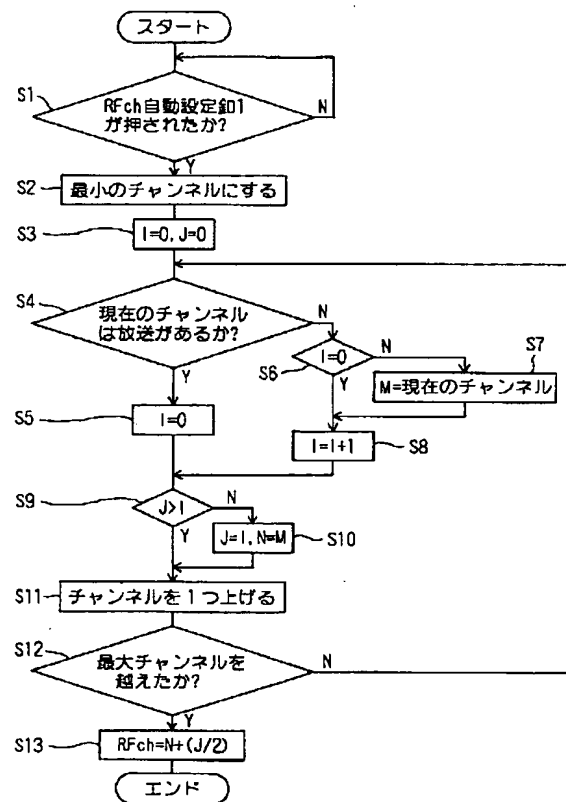 スタート
S1
RFch自動設定釦1
が押されたか?
N
Y
S2
最小のチャンネルにする
S3
I=0,J=0
S4
現在のチャンネル
は放送があるか?
N
Y
S6
I=0
N
Y
S7
M=現在のチャンネル
S5
I=0
I=I+1
S8
S9
J>I
N
Y
J=I,N=M
S10
S11
チャンネルを1つ上げる
S12
最大チャンネルを
越えたか?
N
Y
S13
RFch=N+(J/2)
エンド